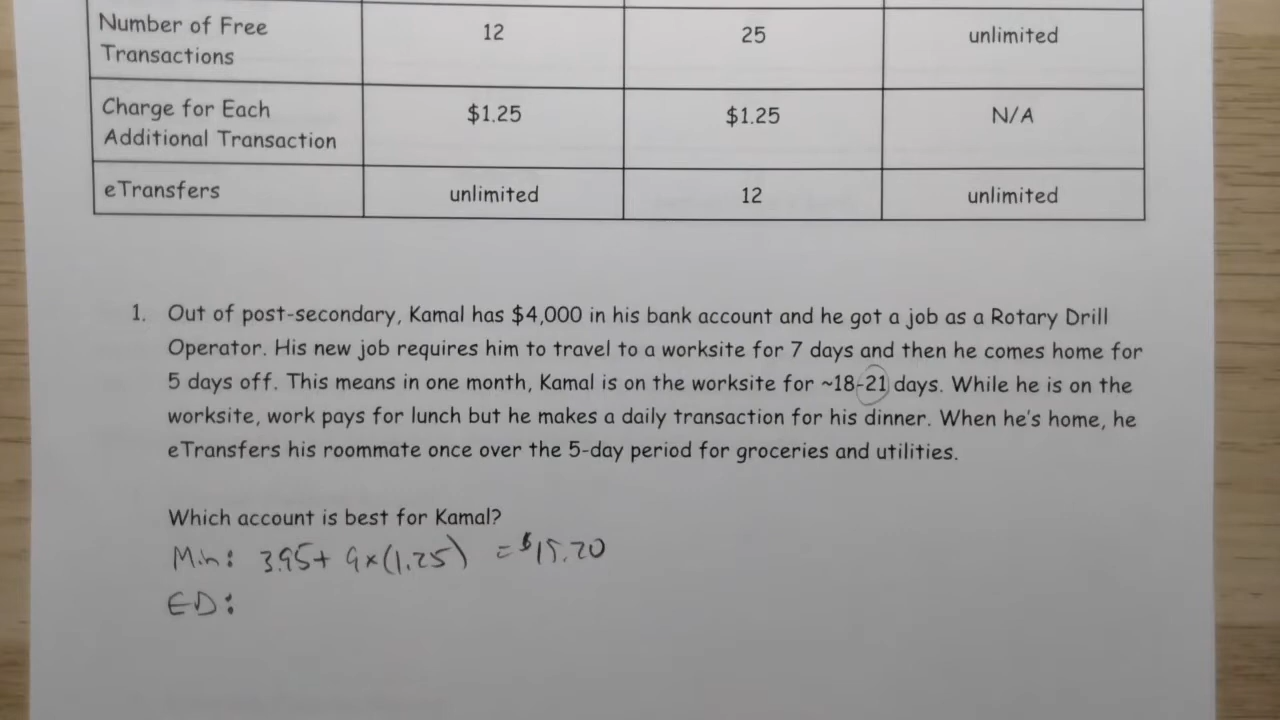 Number of Free Transactions 12 25 unlimited
Charge for Each Additional Transaction $1.25 $1.25 N/A
eTransfers unlimited 12 unlimited
1. Out of post-secondary, Kamal has $4,000 in his bank account and he got a job as a Rotary Drill
Operator. His new job requires him to travel to a worksite for 7 days and then he comes home for
5 days off. This means in one month, Kamal is on the worksite for ~18-21 days. While he is on the
worksite, work pays for lunch but he makes a daily transaction for his dinner. When he's home, he
eTransfers his roommate once over the 5-day period for groceries and utilities.
Which account is best for Kamal?
Min: 3.95+ 9×(1.25) = $15.20
ED: